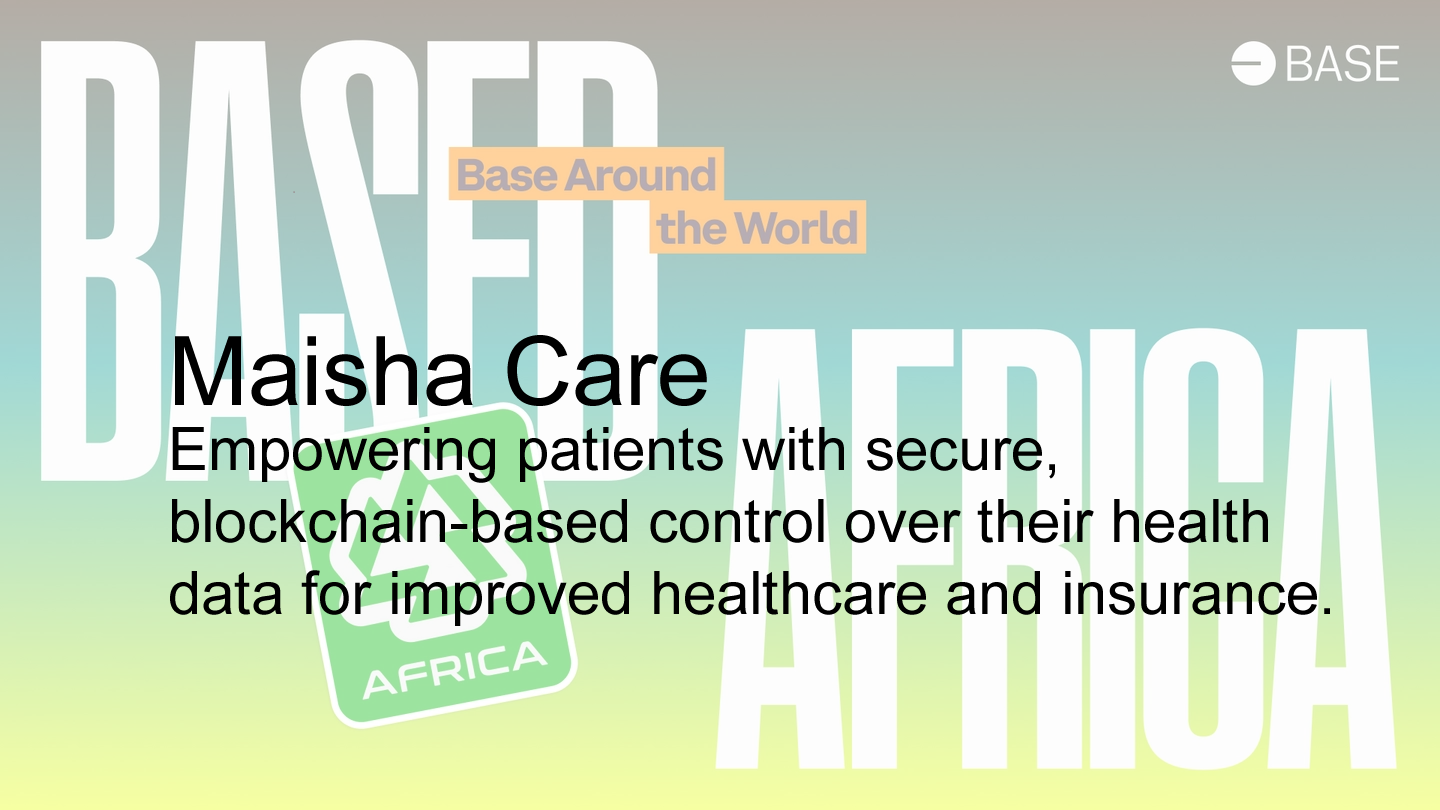 BASED
BASE
Base Around
the World
AFRICA
Maisha Care
Empowering patients with secure,
blockchain-based control over their health
data for improved healthcare and insurance.
AFRICA